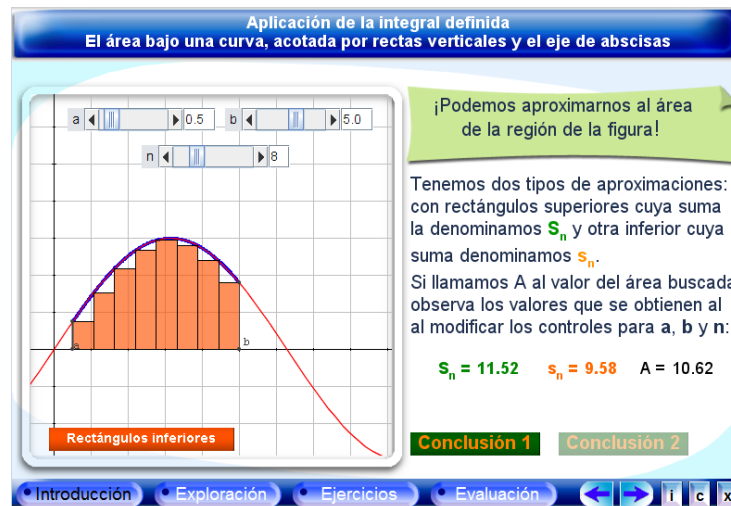 Aplicación de la integral definida
El área bajo una curva, acotada por rectas verticales y el eje de abscisas
a 0.5 b 5.0
n 8
a
b
Rectángulos inferiores
¡Podemos aproximarnos al área
de la región de la figura!
Tenemos dos tipos de aproximaciones:
con rectángulos superiores cuya suma
la denominamos Sn y otra inferior cuya
suma denominamos sn.
Si llamamos A al valor del área buscada
observa los valores que se obtienen al
al modificar los controles para a, b y n:
Sn = 11.52 sn = 9.58 A = 10.62
Conclusión 1 Conclusión 2
• Introducción • Exploración • Ejercicios • Evaluación i c x